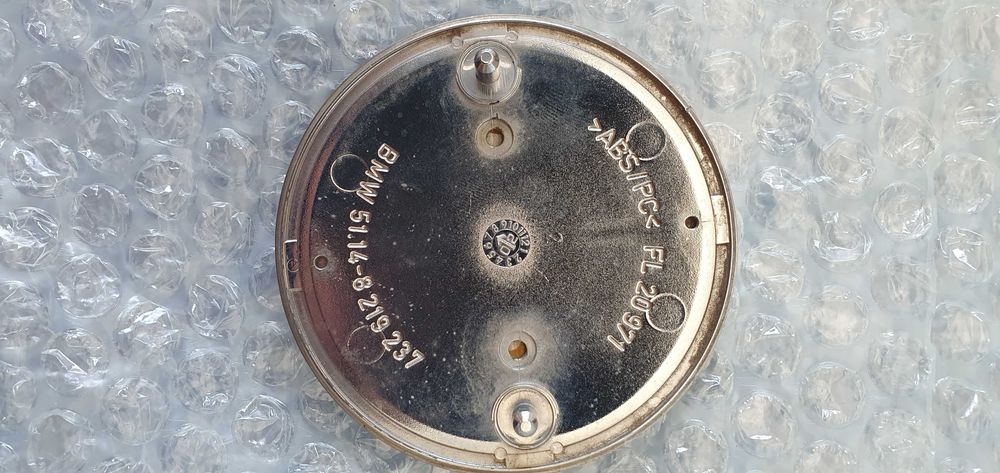 BMW 51.14-8 219 237
>ABS/PC< FL 20971